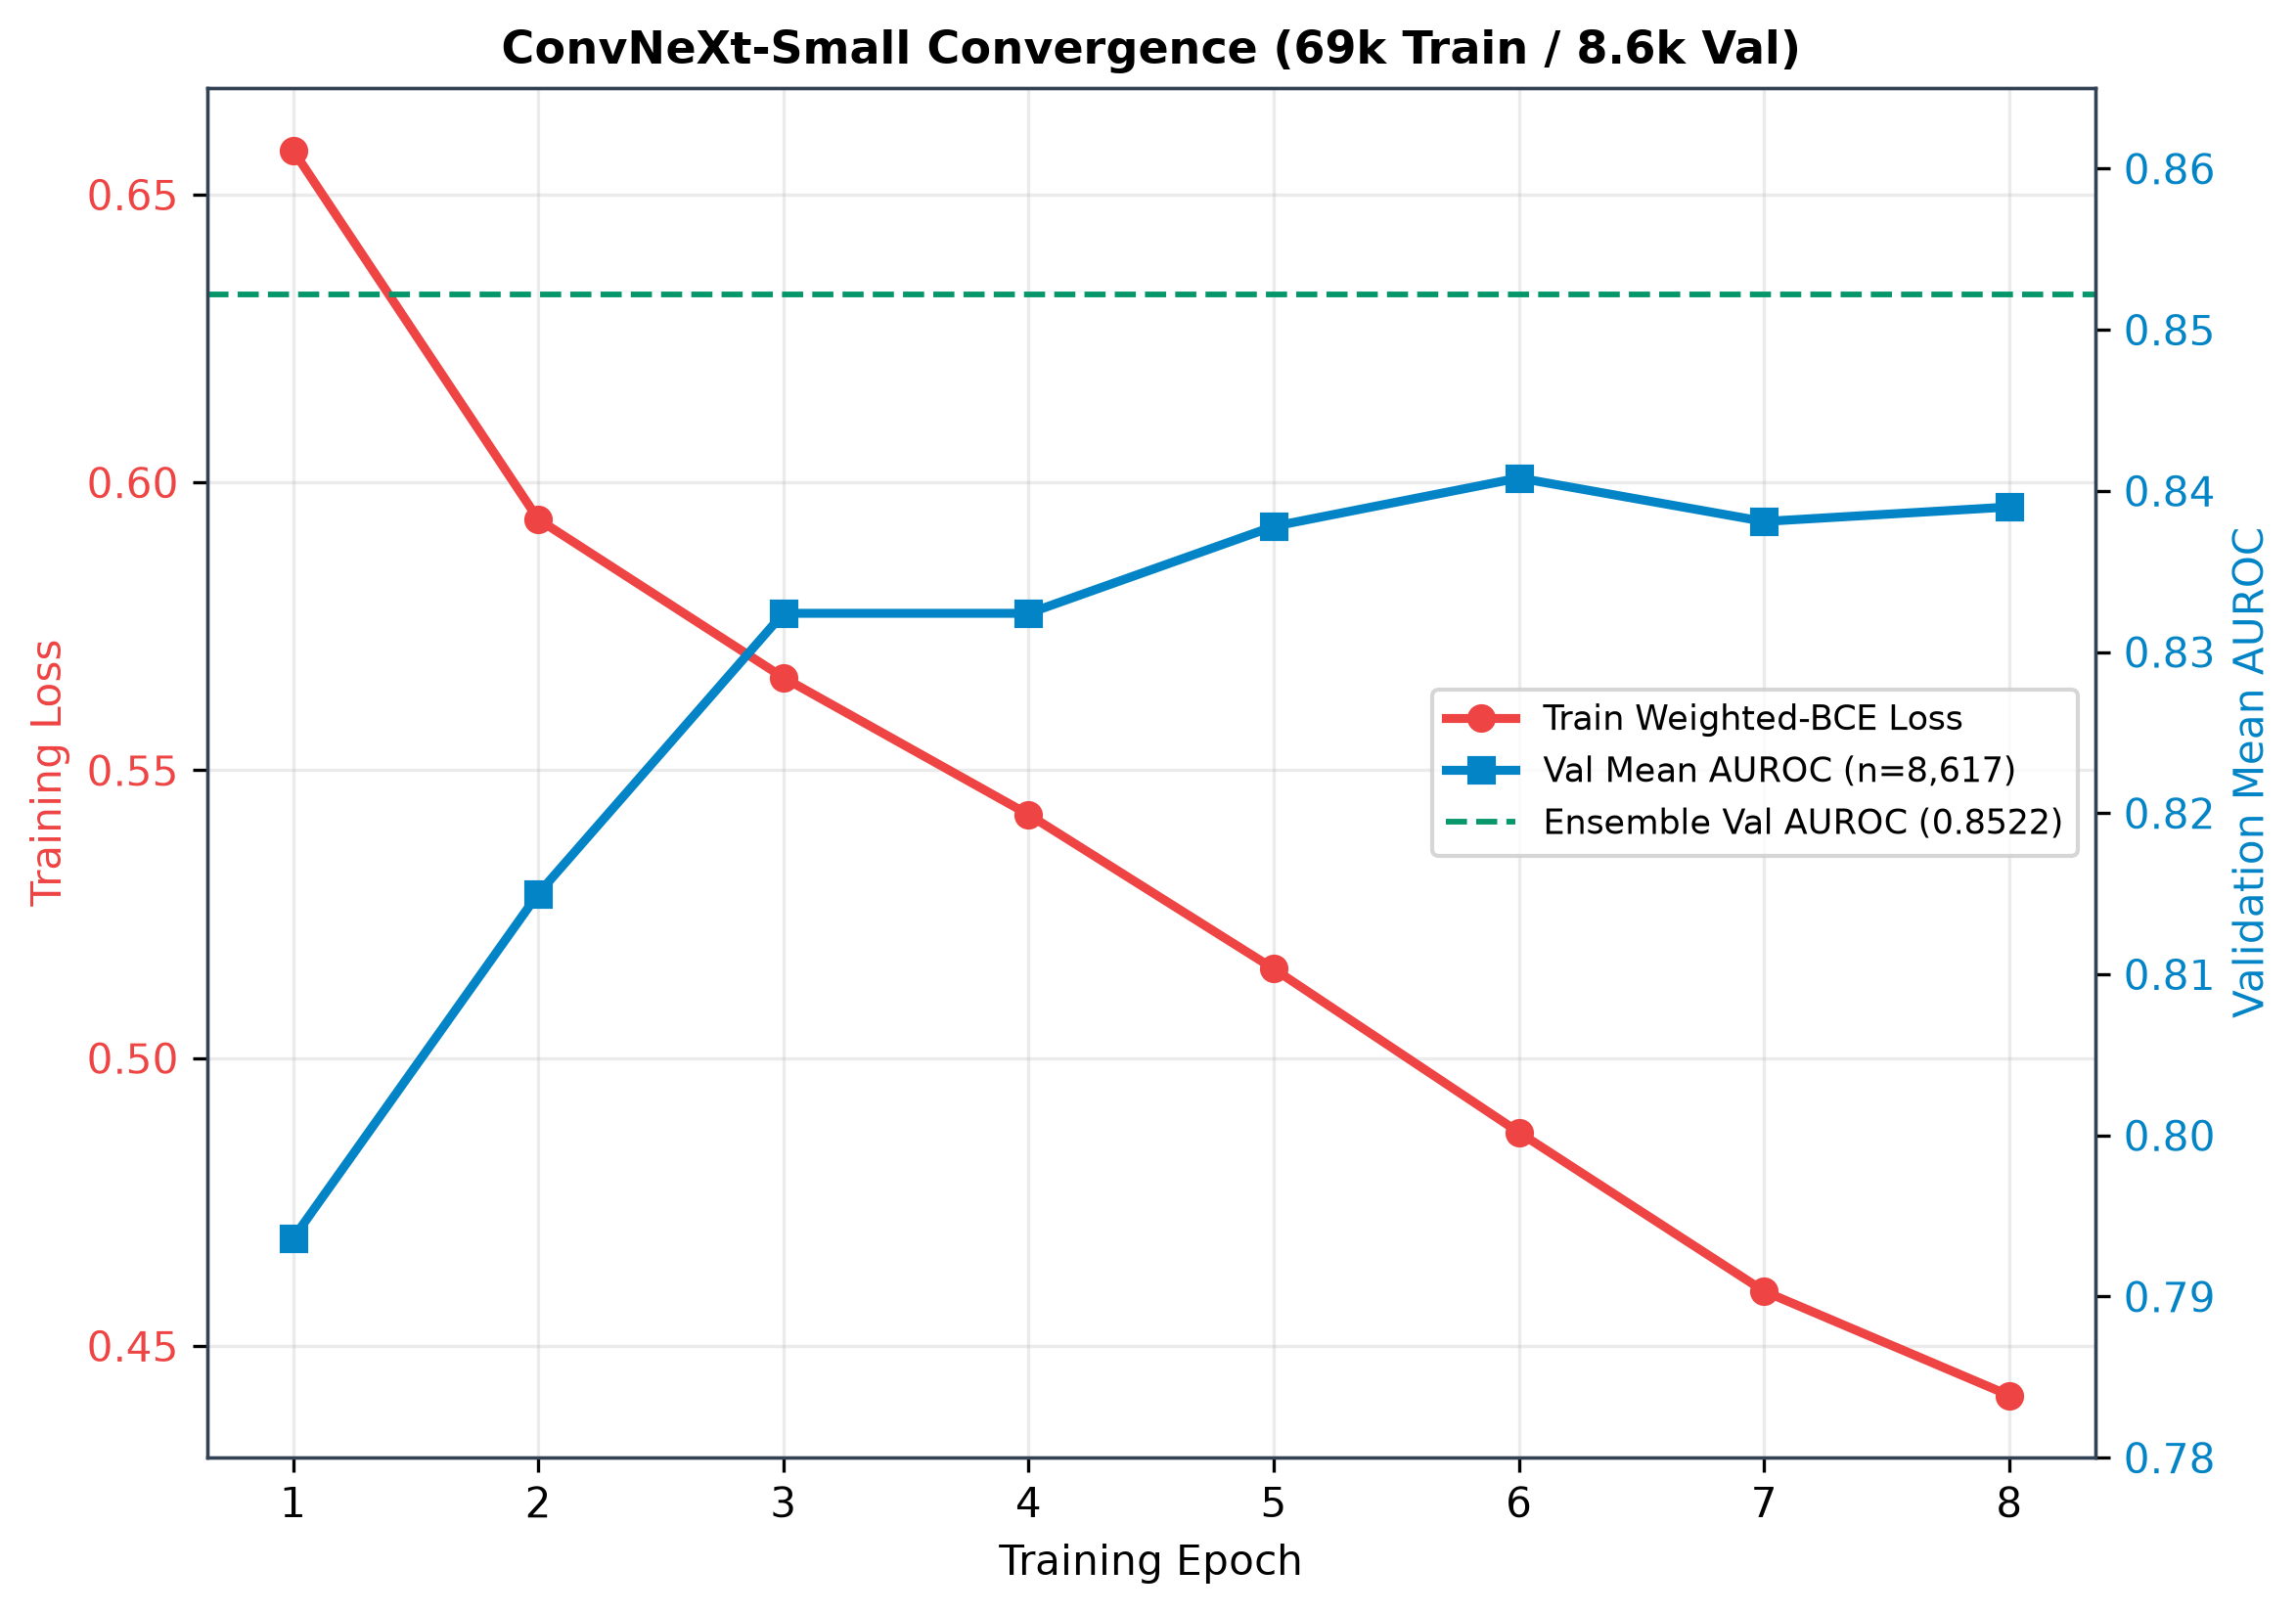 ConvNeXt-Small Convergence (69k Train / 8.6k Val)
0.65
0.60
0.55
0.50
0.45
Training Loss
0.86
0.85
0.84
0.83
0.82
0.81
0.80
0.79
0.78
Validation Mean AUROC
Train Weighted-BCE Loss
Val Mean AUROC (n=8,617)
Ensemble Val AUROC (0.8522)
1 2 3 4 5 6 7 8
Training Epoch